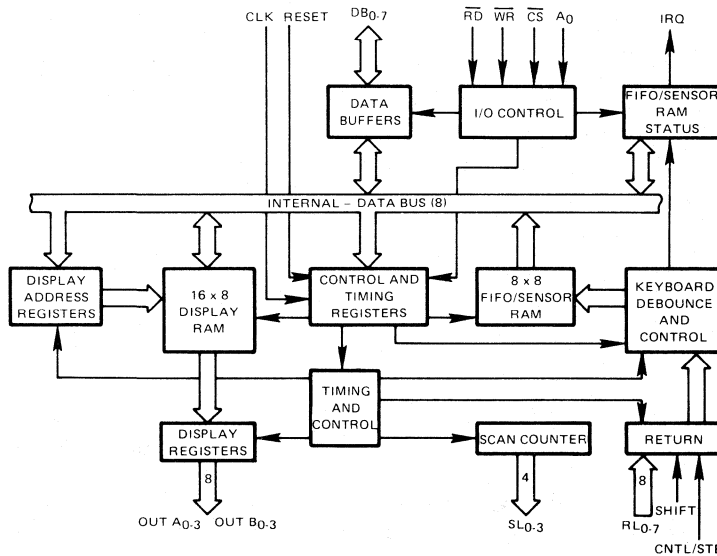 CLK RESET
DB0-7
RD WR CS A0
IRQ
DATA
BUFFERS
I/O CONTROL
FIFO/SENSOR
RAM
STATUS
INTERNAL – DATA BUS (8)
DISPLAY
ADDRESS
REGISTERS
16 x 8
DISPLAY
RAM
CONTROL AND
TIMING
REGISTERS
8 x 8
FIFO/SENSOR
RAM
KEYBOARD
DEBOUNCE
AND
CONTROL
TIMING
AND
CONTROL
DISPLAY
REGISTERS
SCAN COUNTER
RETURN
8
4
8
OUT A0-3 OUT B0-3
SL0-3
RL0-7
SHIFT
CNTL/STB